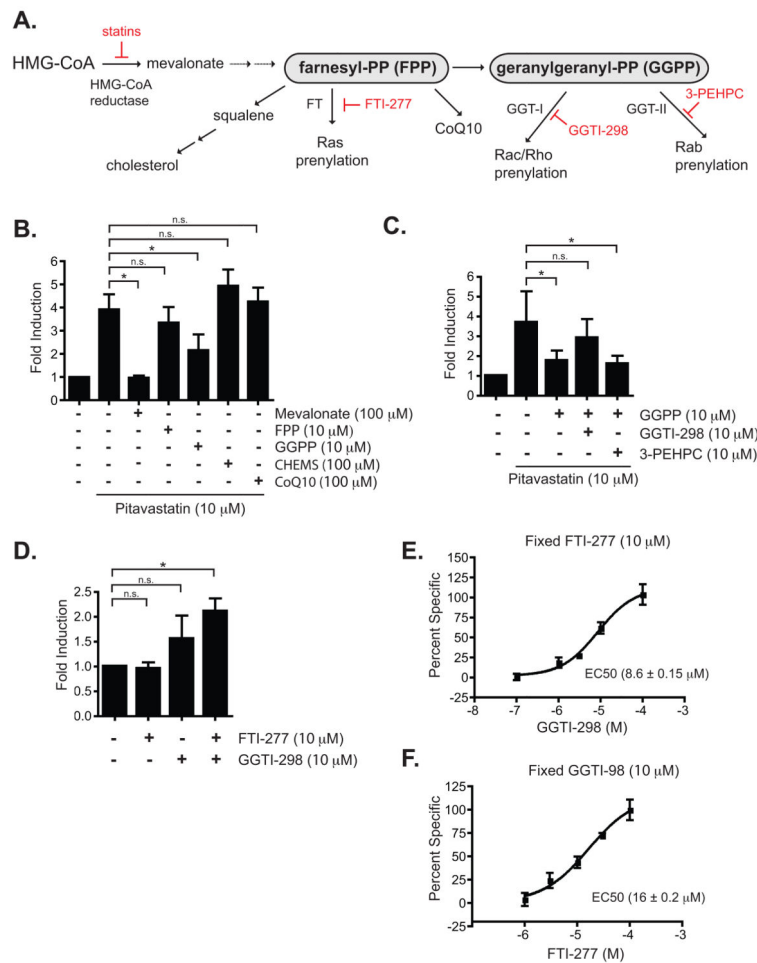 A.
statins
HMG-CoA
mevalonate
farnesyl-PP (FPP)
geranylgeranyl-PP (GGPP)
HMG-CoA
reductase
3-PEHPC
squalene
FT
FTI-277
GGT-I
GGT-II
GGTI-298
CoQ10
Ras
prenylation
cholesterol
Rac/Rho
prenylation
Rab
prenylation
B.
n.s.
n.s.
*
n.s.
*
Fold Induction
6
5
4
3
2
1
0
- - + - - - - Mevalonate (100 μM)
- - - + - - - FPP (10 μM)
- - - - + - - GGPP (10 μM)
- - - - - + - CHEMS (100 μM)
- - - - - - + CoQ10 (100 μM)
Pitavastatin (10 μM)
C.
*
n.s.
*
Fold Induction
6
5
4
3
2
1
0
- - + + + GGPP (10 μM)
- - - + - GGTI-298 (10 μM)
- - - - + 3-PEHPC (10 μM)
Pitavastatin (10 μM)
D.
*
n.s.
n.s.
Fold Induction
2.5
2.0
1.5
1.0
0.5
0.0
- + - + FTI-277 (10 μM)
- - + + GGTI-298 (10 μM)
E.
Fixed FTI-277 (10 μM)
Percent Specific
150
125
100
75
50
25
0
-25
EC50 (8.6 ± 0.15 μM)
-8 -7 -6 -5 -4 -3
GGTI-298 (M)
F.
Fixed GGTI-98 (10 μM)
Percent Specific
125
100
75
50
25
0
-25
EC50 (16 ± 0.2 μM)
-6 -5 -4 -3
FTI-277 (M)